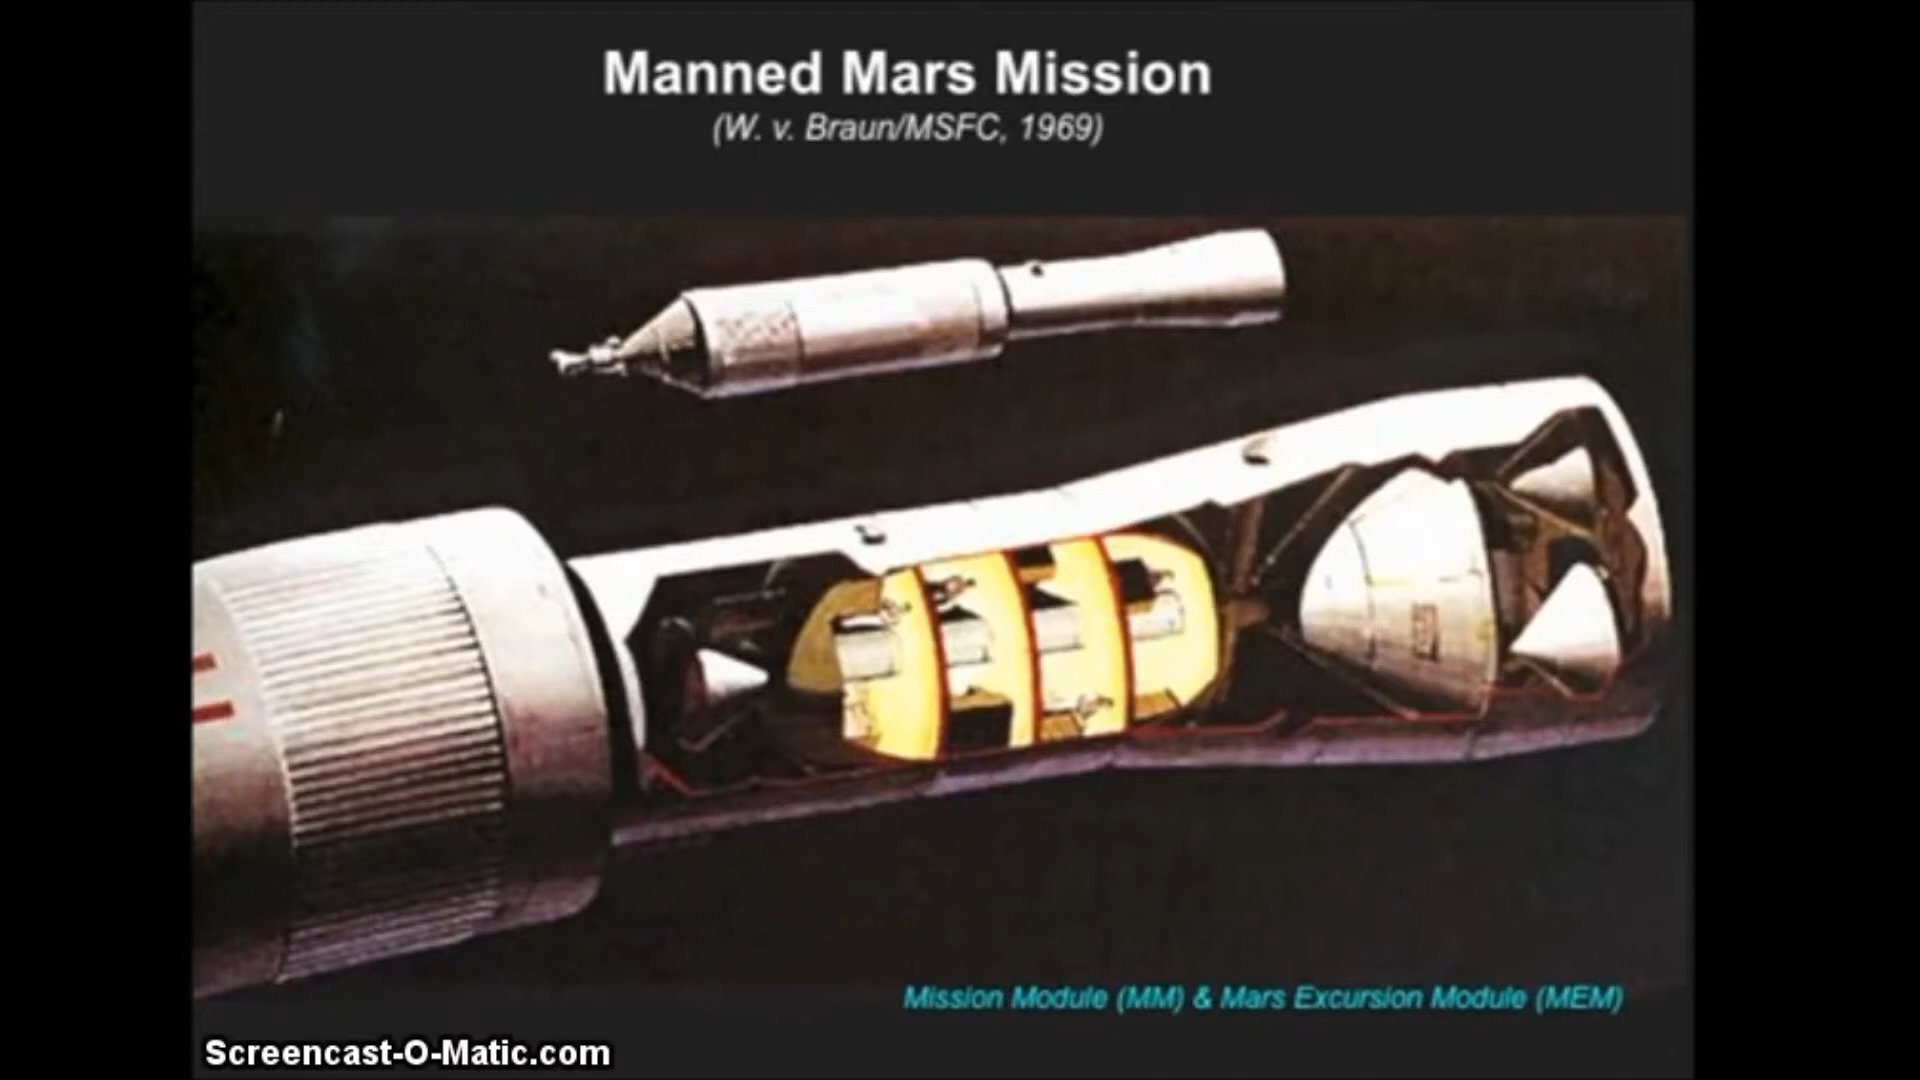 Manned Mars Mission
(W. v. Braun/MSFC, 1969)
Mission Module (MM) & Mars Excursion Module (MEM)
Screencast-O-Matic.com